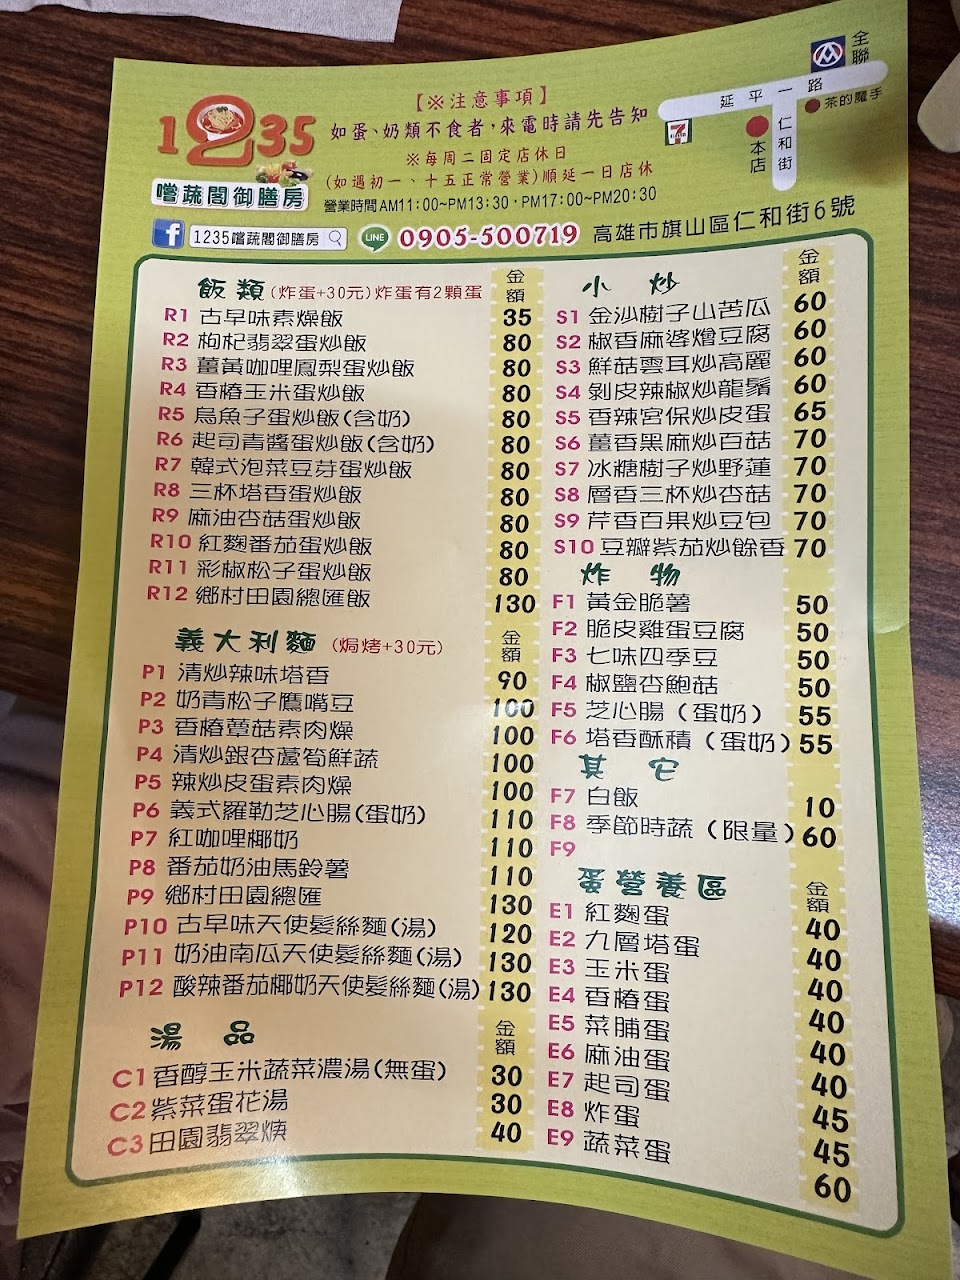 【※注意事項】
如蛋、奶類不食者，來電時請先告知
※每周二固定店休日
(如遇初一、十五正常營業)順延一日店休
營業時間AM11:00~PM13:30．PM17:00~PM20:30
1235
嚐蔬閣御膳房
全聯
延平一路
茶的魔手
7
ELEVEN
本店
仁和街
1235嚐蔬閣御膳房
LINE
0905-500719
高雄市旗山區仁和街6號
飯類(炸蛋+30元)炸蛋有2顆蛋 金額
R1 古早味素燥飯 35
R2 枸杞翡翠蛋炒飯 80
R3 薑黃咖哩鳳梨蛋炒飯 80
R4 香椿玉米蛋炒飯 80
R5 烏魚子蛋炒飯(含奶) 80
R6 起司青醬蛋炒飯(含奶) 80
R7 韓式泡菜豆芽蛋炒飯 80
R8 三杯塔香蛋炒飯 80
R9 麻油杏菇蛋炒飯 80
R10 紅麴番茄蛋炒飯 80
R11 彩椒松子蛋炒飯 80
R12 鄉村田園總匯飯 130
義大利麵 (焗烤+30元) 金額
P1 清炒辣味塔香 90
P2 奶青松子鷹嘴豆 100
P3 香椿蕈菇素肉燥 100
P4 清炒銀杏蘆筍鮮蔬 100
P5 辣炒皮蛋素肉燥 100
P6 義式羅勒芝心腸(蛋奶) 110
P7 紅咖哩椰奶 110
P8 番茄奶油馬鈴薯 110
P9 鄉村田園總匯 130
P10 古早味天使髮絲麵(湯) 120
P11 奶油南瓜天使髮絲麵(湯) 130
P12 酸辣番茄椰奶天使髮絲麵(湯) 130
湯品 金額
C1 香醇玉米蔬菜濃湯(無蛋) 30
C2 紫菜蛋花湯 30
C3 田園翡翠焿 40
小炒 金額
S1 金沙樹子山苦瓜 60
S2 椒香麻婆燴豆腐 60
S3 鮮菇雲耳炒高麗 60
S4 剝皮辣椒炒龍鬚 60
S5 香辣宮保炒皮蛋 65
S6 薑香黑麻炒百菇 70
S7 冰糖樹子炒野蓮 70
S8 層香三杯炒杏菇 70
S9 芹香百果炒豆包 70
S10 豆瓣紫茄炒餘香 70
炸物
F1 黃金脆薯 50
F2 脆皮雞蛋豆腐 50
F3 七味四季豆 50
F4 椒鹽杏鮑菇 50
F5 芝心腸（蛋奶） 55
F6 塔香酥積（蛋奶） 55
其它
F7 白飯 10
F8 季節時蔬（限量） 60
F9
蛋營養區 金額
E1 紅麴蛋 40
E2 九層塔蛋 40
E3 玉米蛋 40
E4 香椿蛋 40
E5 菜脯蛋 40
E6 麻油蛋 40
E7 起司蛋 45
E8 炸蛋 45
E9 蔬菜蛋 60